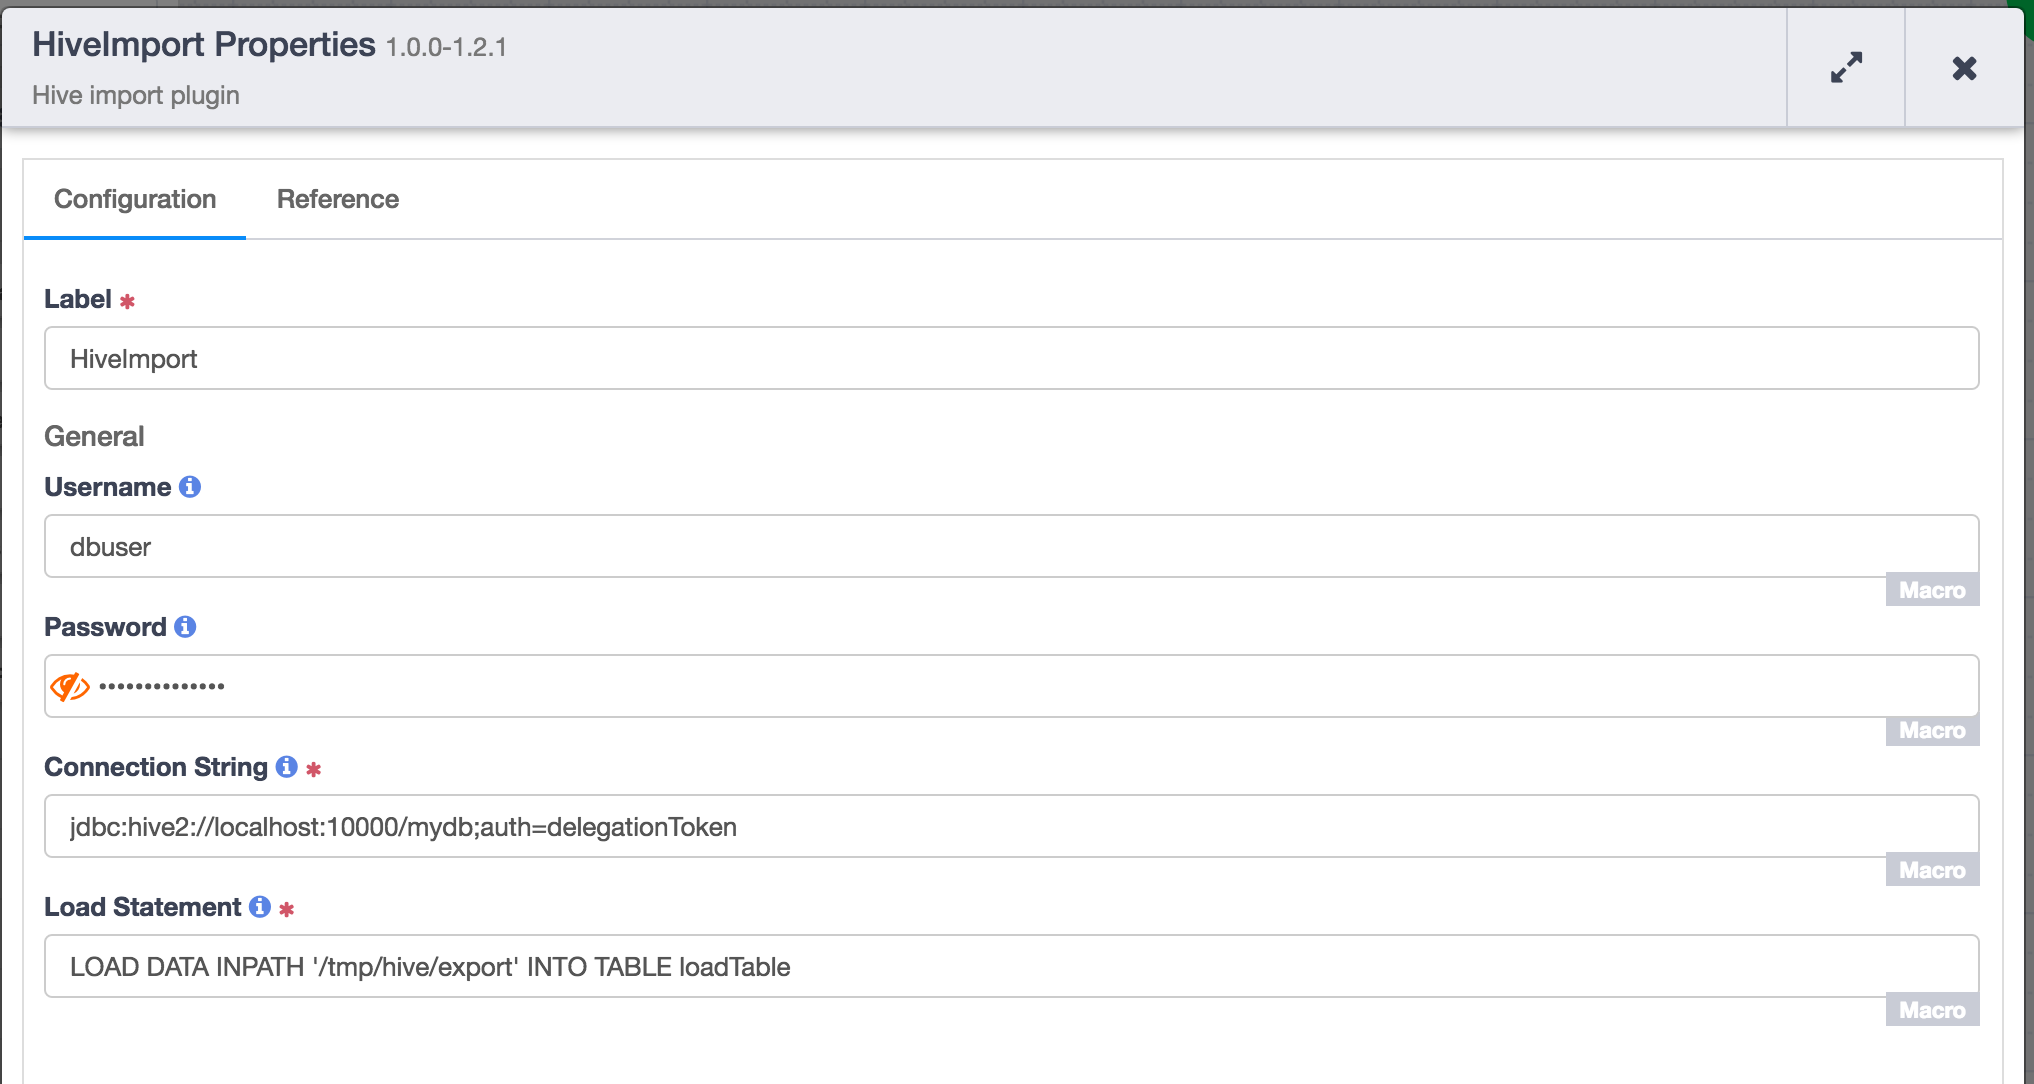 HiveImport Properties 1.0.0-1.2.1
Hive import plugin
Configuration Reference
Label *
HiveImport
General
Username
dbuser
Macro
Password
••••••••••••••
Macro
Connection String *
jdbc:hive2://localhost:10000/mydb;auth=delegationToken
Macro
Load Statement *
LOAD DATA INPATH '/tmp/hive/export' INTO TABLE loadTable
Macro